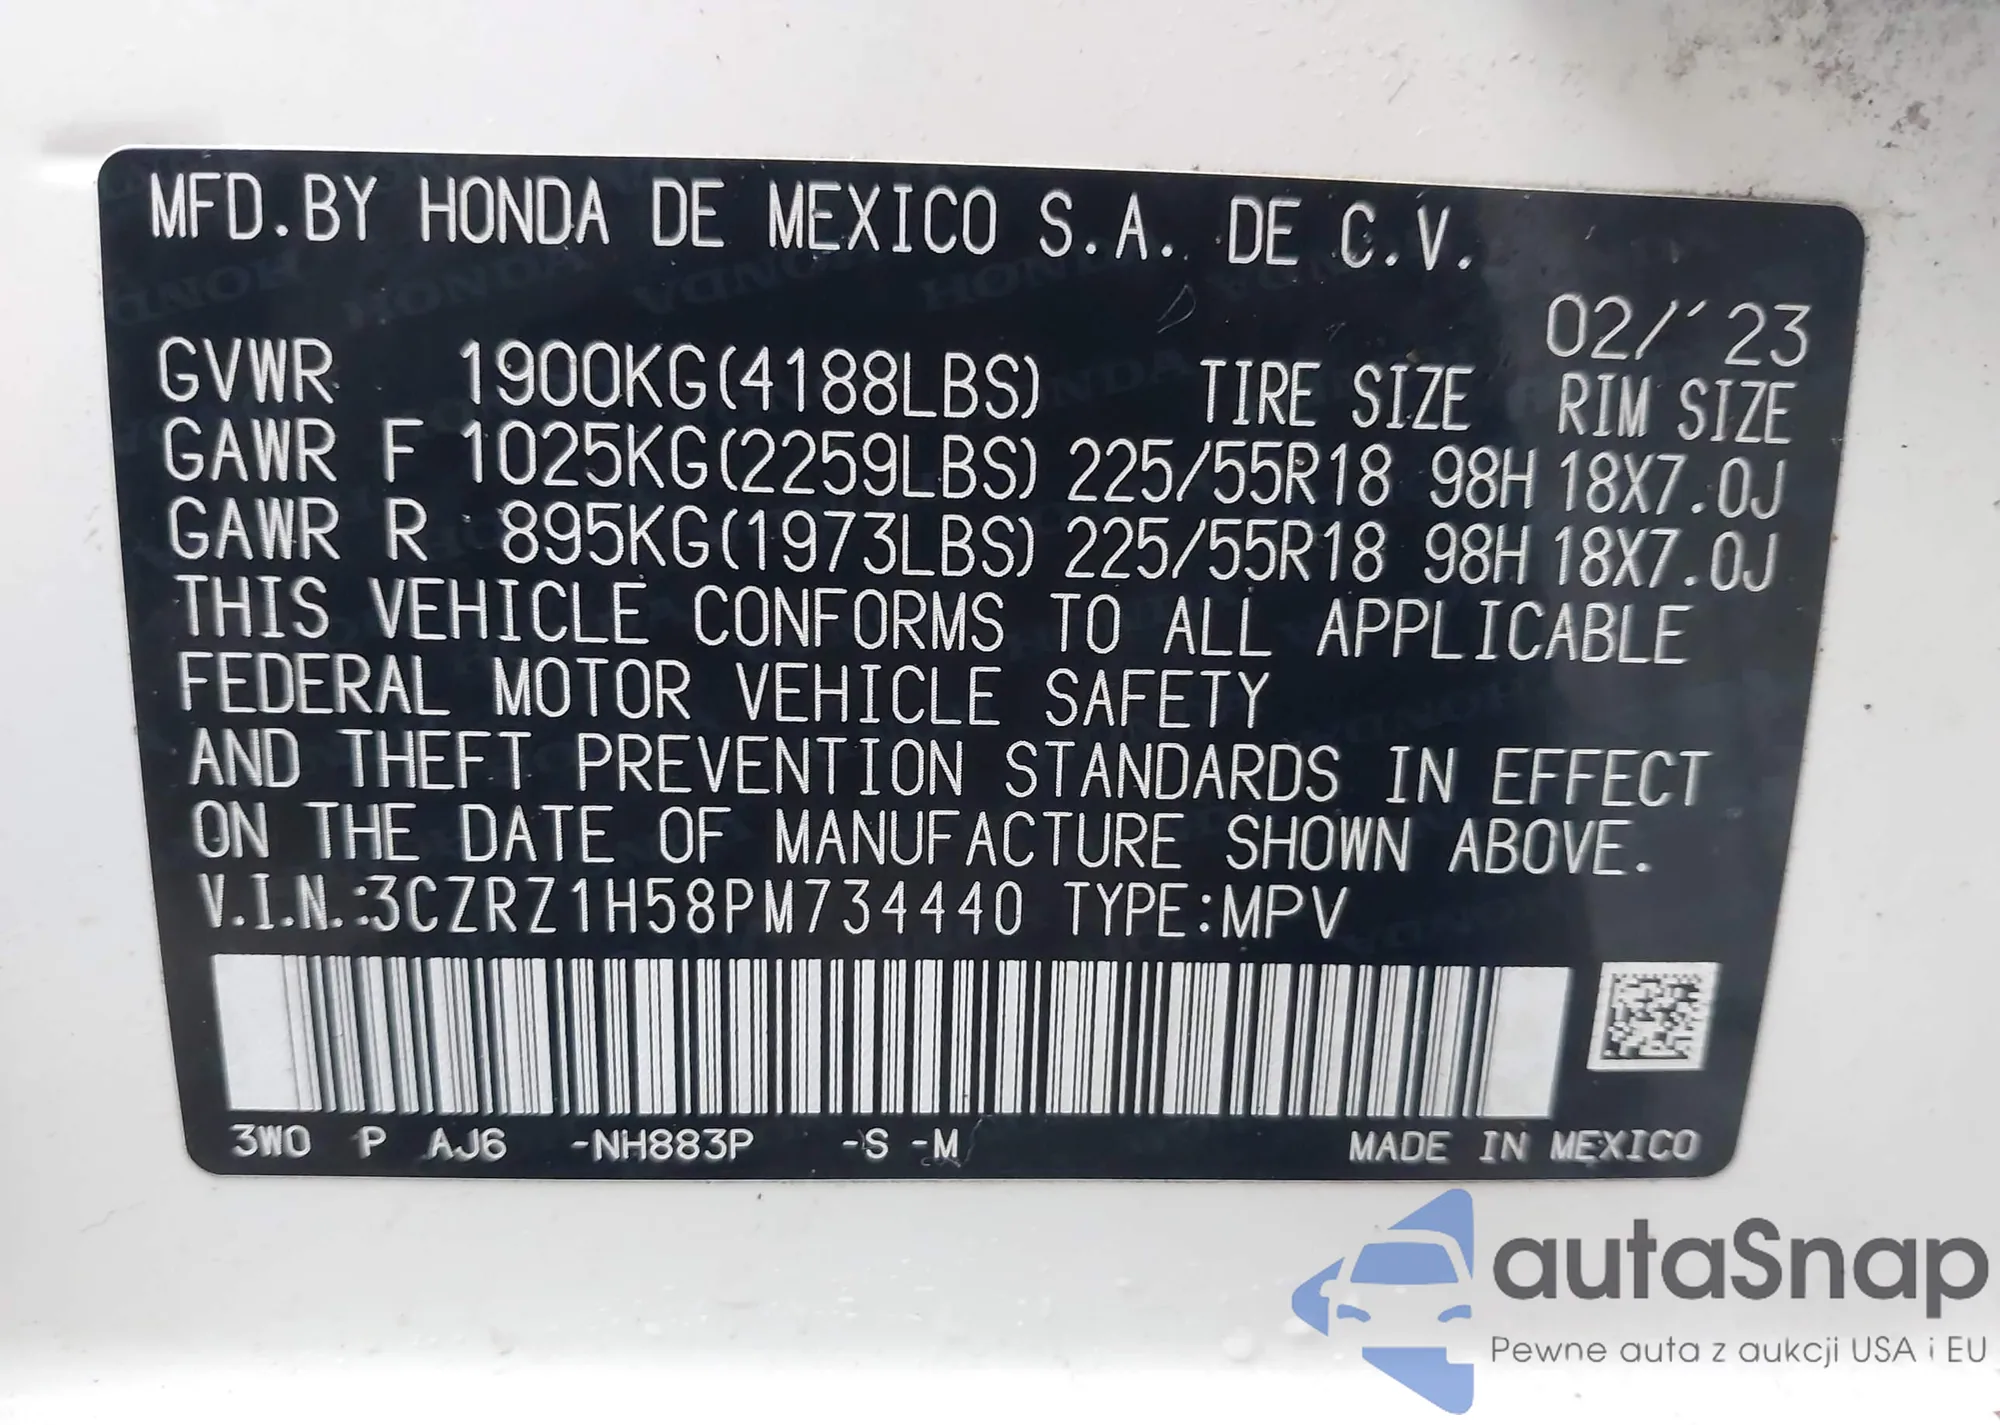 MFD.BY HONDA DE MEXICO S.A. DE C.V.
02/'23
GVWR 1900KG(4188LBS) TIRE SIZE RIM SIZE
GAWR F 1025KG(2259LBS) 225/55R18 98H 18X7.0J
GAWR R 895KG(1973LBS) 225/55R18 98H 18X7.0J
THIS VEHICLE CONFORMS TO ALL APPLICABLE
FEDERAL MOTOR VEHICLE SAFETY
AND THEFT PREVENTION STANDARDS IN EFFECT
ON THE DATE OF MANUFACTURE SHOWN ABOVE.
V.I.N.:3CZRZ1H58PM734440 TYPE:MPV
3W0 P AJ6 -NH883P -S -M MADE IN MEXICO
autoSnap
Pewne auta z aukcji USA i EU